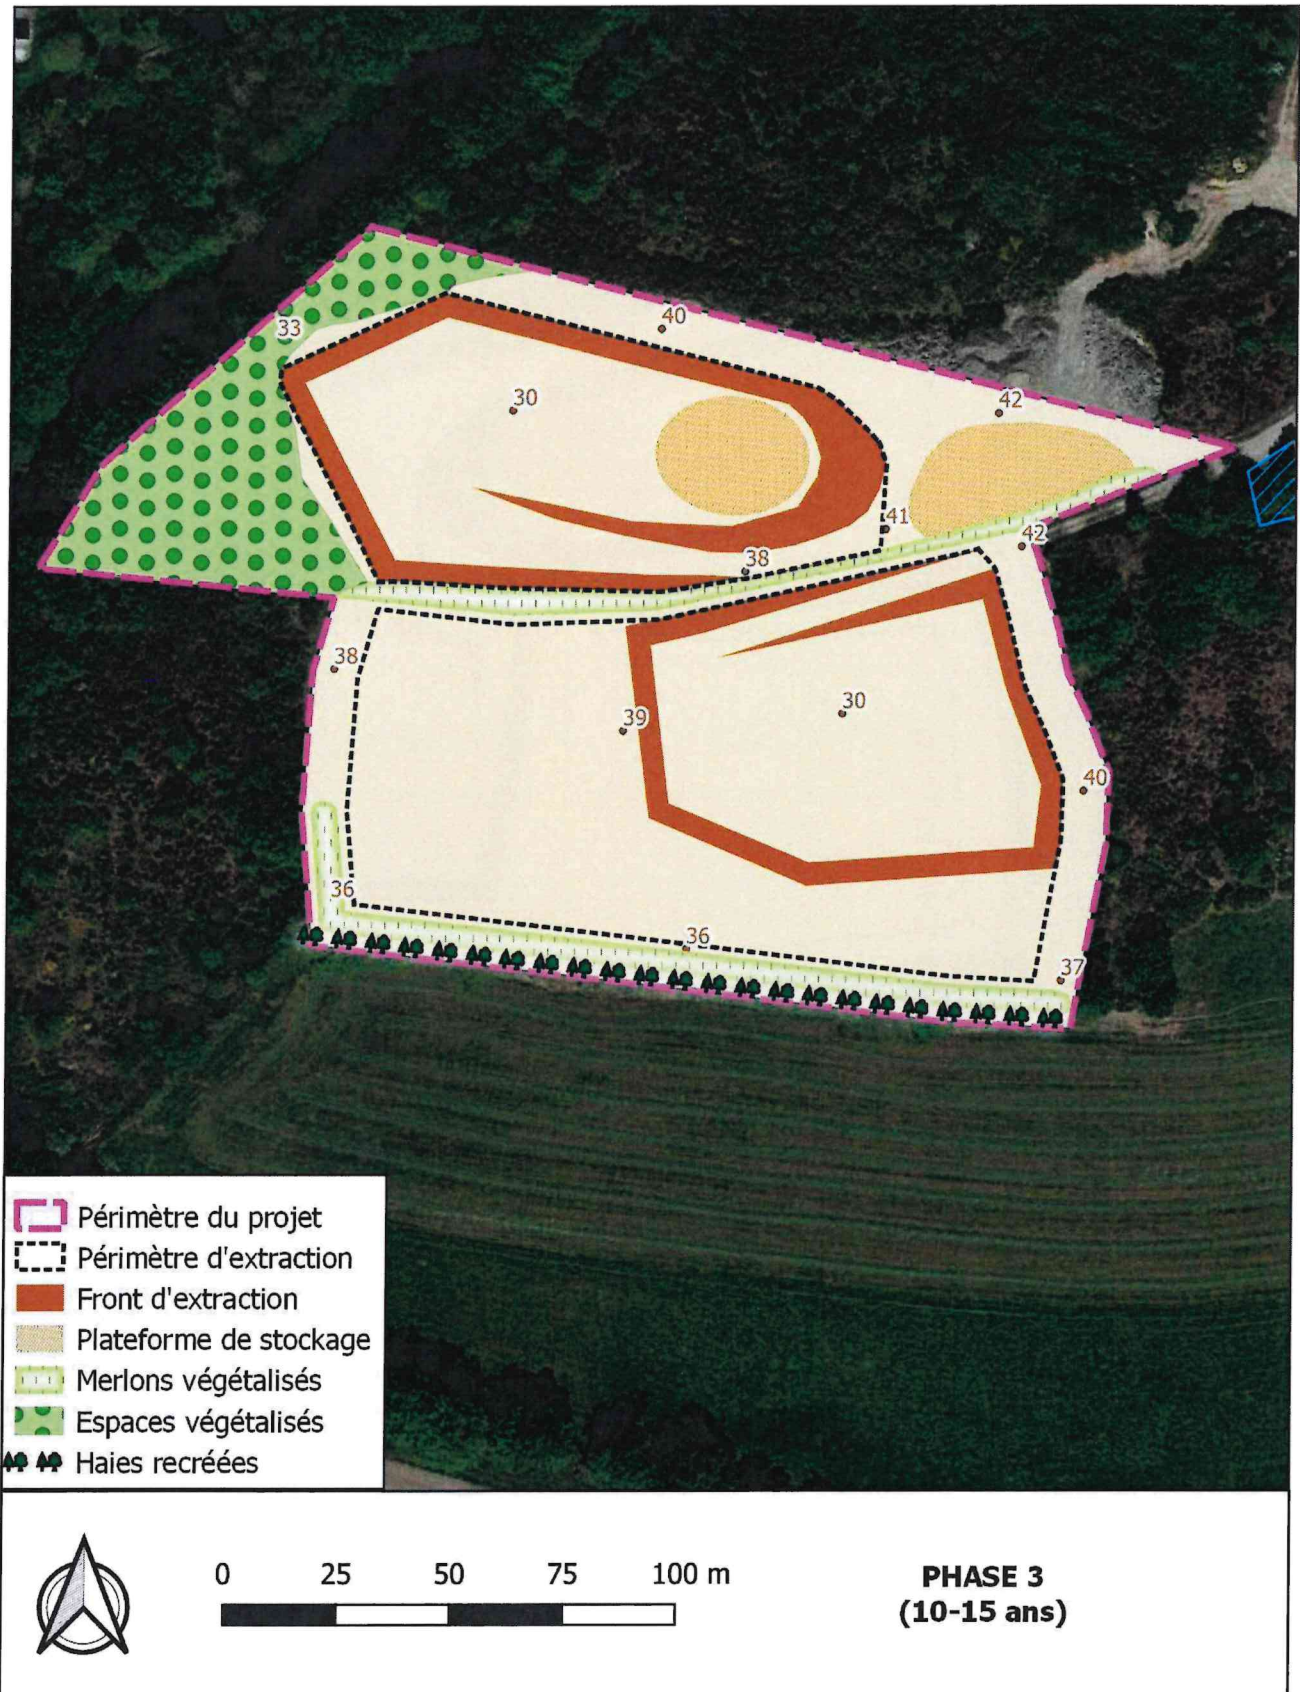 33
40
30
42
41
42
38
38
30
39
40
36
36
37
Périmètre du projet
Périmètre d'extraction
Front d'extraction
Plateforme de stockage
Merlons végétalisés
Espaces végétalisés
Haies recréées
0 25 50 75 100 m
PHASE 3
(10-15 ans)